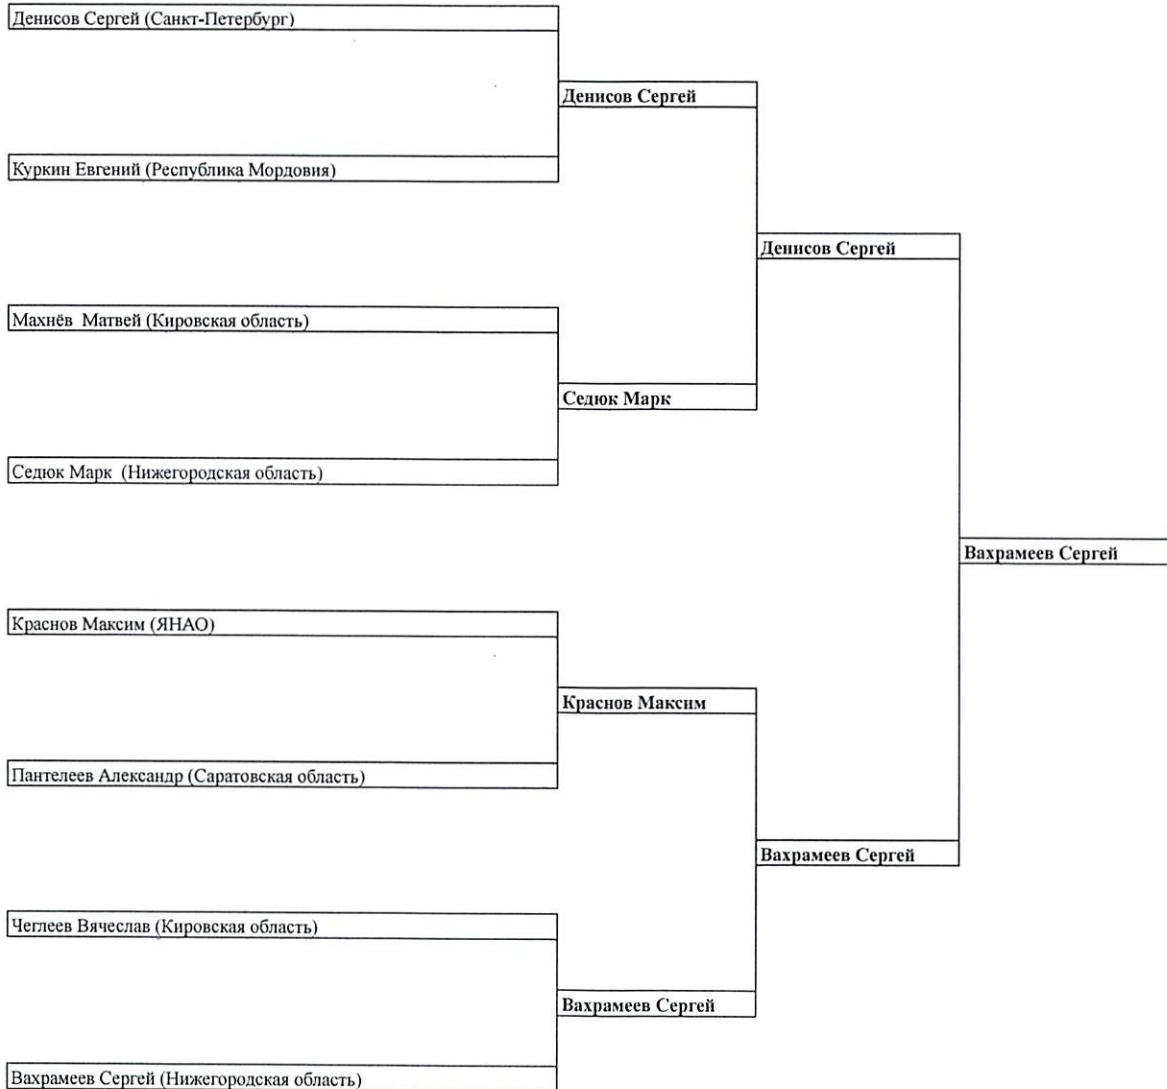 Денисов Сергей (Санкт-Петербург)
Денисов Сергей
Куркин Евгений (Республика Мордовия)
Денисов Сергей
Махнёв Матвей (Кировская область)
Седюк Марк
Седюк Марк (Нижегородская область)
Вахрамеев Сергей
Краснов Максим (ЯНАО)
Краснов Максим
Пантелеев Александр (Саратовская область)
Вахрамеев Сергей
Чеглеев Вячеслав (Кировская область)
Вахрамеев Сергей
Вахрамеев Сергей (Нижегородская область)